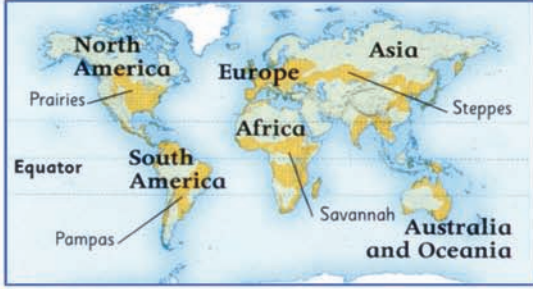 North
America
Prairies
Europe
Asia
Steppes
Africa
Equator
South
America
Savannah
Pampas
Australia
and Oceania